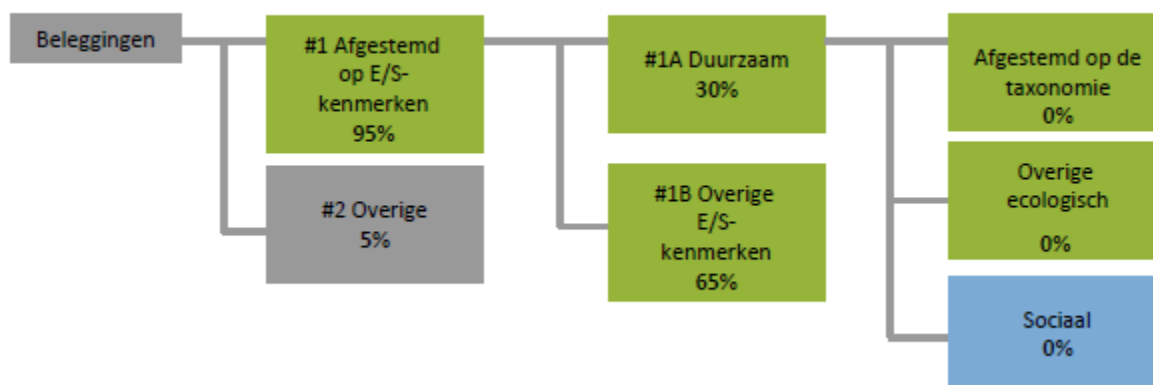 Beleggingen
#1 Afgestemd
op E/S-
kenmerken
95%
#2 Overige
5%
#1A Duurzaam
30%
#1B Overige
E/S-
kenmerken
65%
Afgestemd op de
taxonomie
0%
Overige
ecologisch
0%
Sociaal
0%